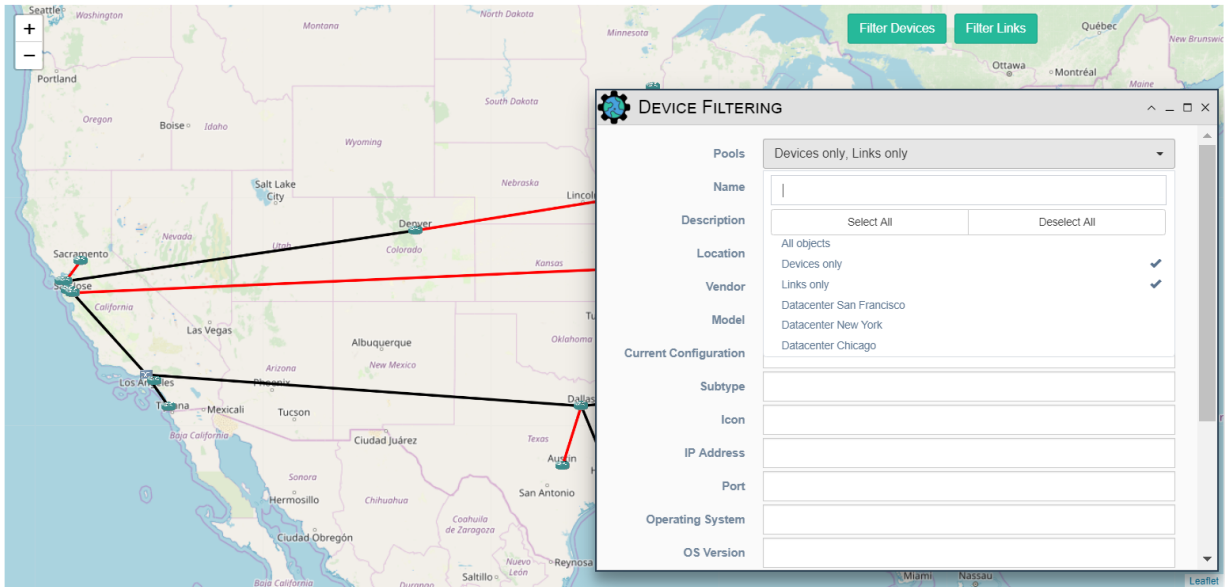 Seattle
Washington
Montana
North Dakota
Minnesota
Filter Devices
Filter Links
Québec
New Brunswic
+
−
Portland
Ottawa
Montréal
Maine
South Dakota
DEVICE FILTERING
Oregon
Boise
Idaho
Wyoming
Pools
Devices only, Links only
Salt Lake
City
Nebraska
Lincol
Name
Description
Select All
Deselect All
Denver
Nevada
Utah
Colorado
Kansas
All objects
Sacramento
Location
Devices only
Vendor
Links only
California
Datacenter San Francisco
Las Vegas
Albuquerque
Oklahoma
Tu
Model
Datacenter New York
Current Configuration
Datacenter Chicago
Arizona
New Mexico
Los Angeles
Phoenix
Subtype
Mexicali
Tucson
Dallas
Icon
Baja California
Ciudad Juárez
Texas
IP Address
Austin
H
Sonora
Port
Hermosillo
Chihuahua
San Antonio
Operating System
Coahuila
de Zaragoza
Ciudad Obregón
OS Version
Nuevo
León
Reynosa
Saltillo
Baja California
Durango
Miami
Nassau
Leaflet